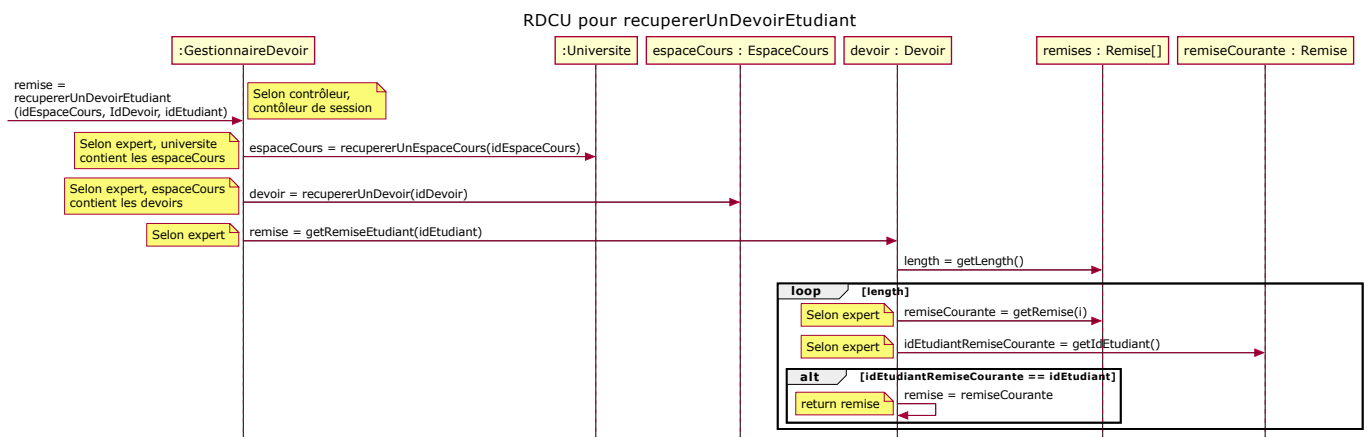 RDCU pour recupererUnDevoirEtudiant
:GestionnaireDevoir
:Universite
espaceCours : EspaceCours
devoir : Devoir
remises : Remise[]
remiseCourante : Remise
remise =
recupererUnDevoirEtudiant
(idEspaceCours, IdDevoir, idEtudiant)
Selon contrôleur,
contôleur de session
Selon expert, universite
contient les espaceCours
espaceCours = recupererUnEspaceCours(idEspaceCours)
Selon expert, espaceCours
contient les devoirs
devoir = recupererUnDevoir(idDevoir)
Selon expert
remise = getRemiseEtudiant(idEtudiant)
length = getLength()
loop
[length]
Selon expert
remiseCourante = getRemise(i)
Selon expert
idEtudiantRemiseCourante = getIdEtudiant()
alt
[idEtudiantRemiseCourante == idEtudiant]
return remise
remise = remiseCourante